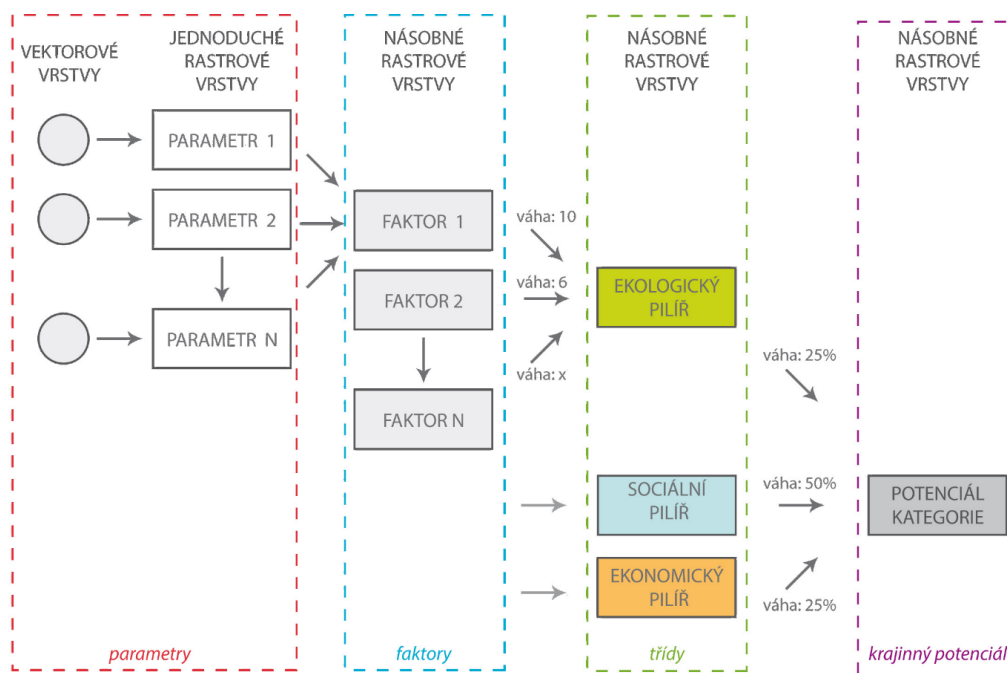 VEKTOROVÉ
VRSTVY
JEDNODUCHÉ
RASTROVÉ
VRSTVY
NÁSOBNÉ
RASTROVÉ
VRSTVY
NÁSOBNÉ
RASTROVÉ
VRSTVY
NÁSOBNÉ
RASTROVÉ
VRSTVY
PARAMETR 1
PARAMETR 2
PARAMETR N
FAKTOR 1
FAKTOR 2
FAKTOR N
váha: 10
váha: 6
váha: x
EKOLOGICKÝ
PILÍŘ
SOCIÁLNÍ
PILÍŘ
EKONOMICKÝ
PILÍŘ
váha: 25%
váha: 50%
váha: 25%
POTENCIÁL
KATEGORIE
parametry
faktory
třídy
krajinný potenciál